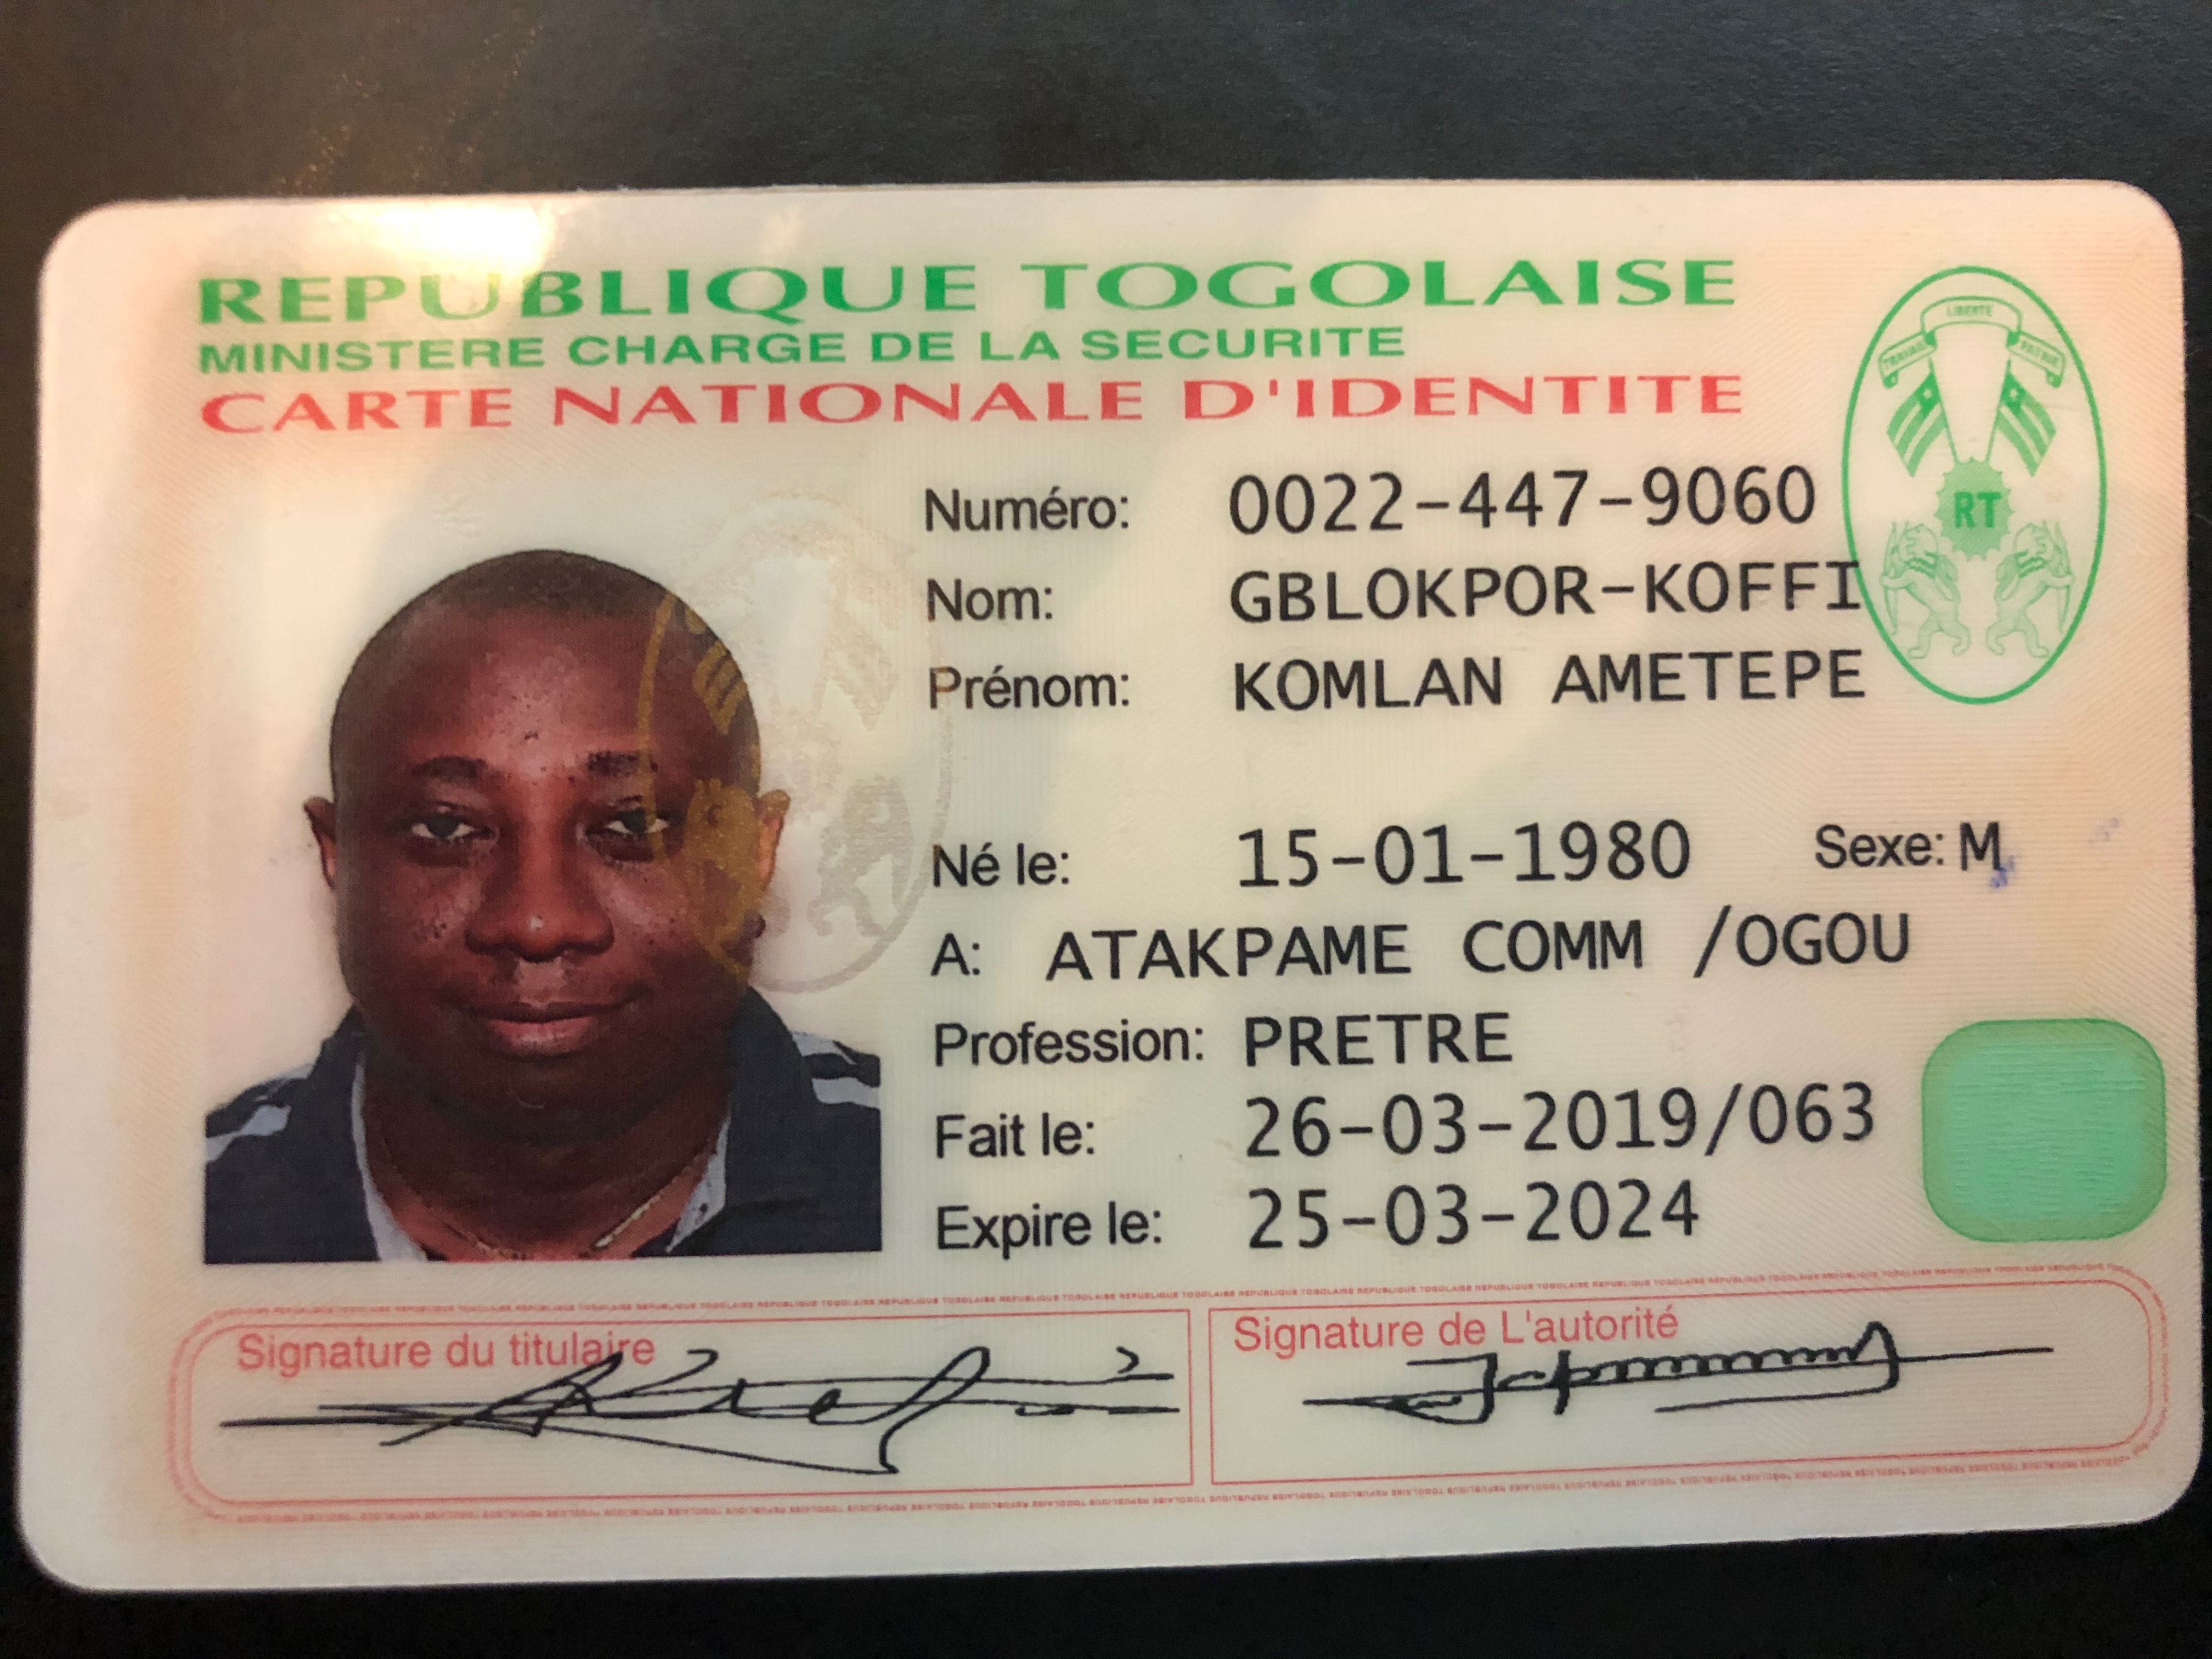 REPUBLIQUE TOGOLAISE
MINISTERE CHARGE DE LA SECURITE
CARTE NATIONALE D'IDENTITE
LIBERTE
TRAVAIL PATRIE
RT
Numéro: 0022-447-9060
Nom: GBLOKPOR-KOFFI
Prénom: KOMLAN AMETEPE
Né le: 15-01-1980 Sexe: M
A: ATAKPAME COMM /OGOU
Profession: PRETRE
Fait le: 26-03-2019/063
Expire le: 25-03-2024
Signature du titulaire
Signature de L'autorité